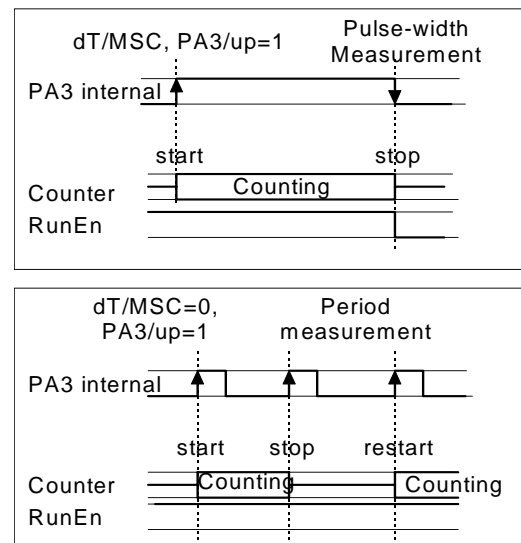 dT/MSC, PA3/up=1
Pulse-width
Measurement
PA3 internal
start
stop
Counter
Counting
RunEn
dT/MSC=0,
PA3/up=1
Period
measurement
PA3 internal
start
stop
restart
Counter
Counting
Counting
RunEn